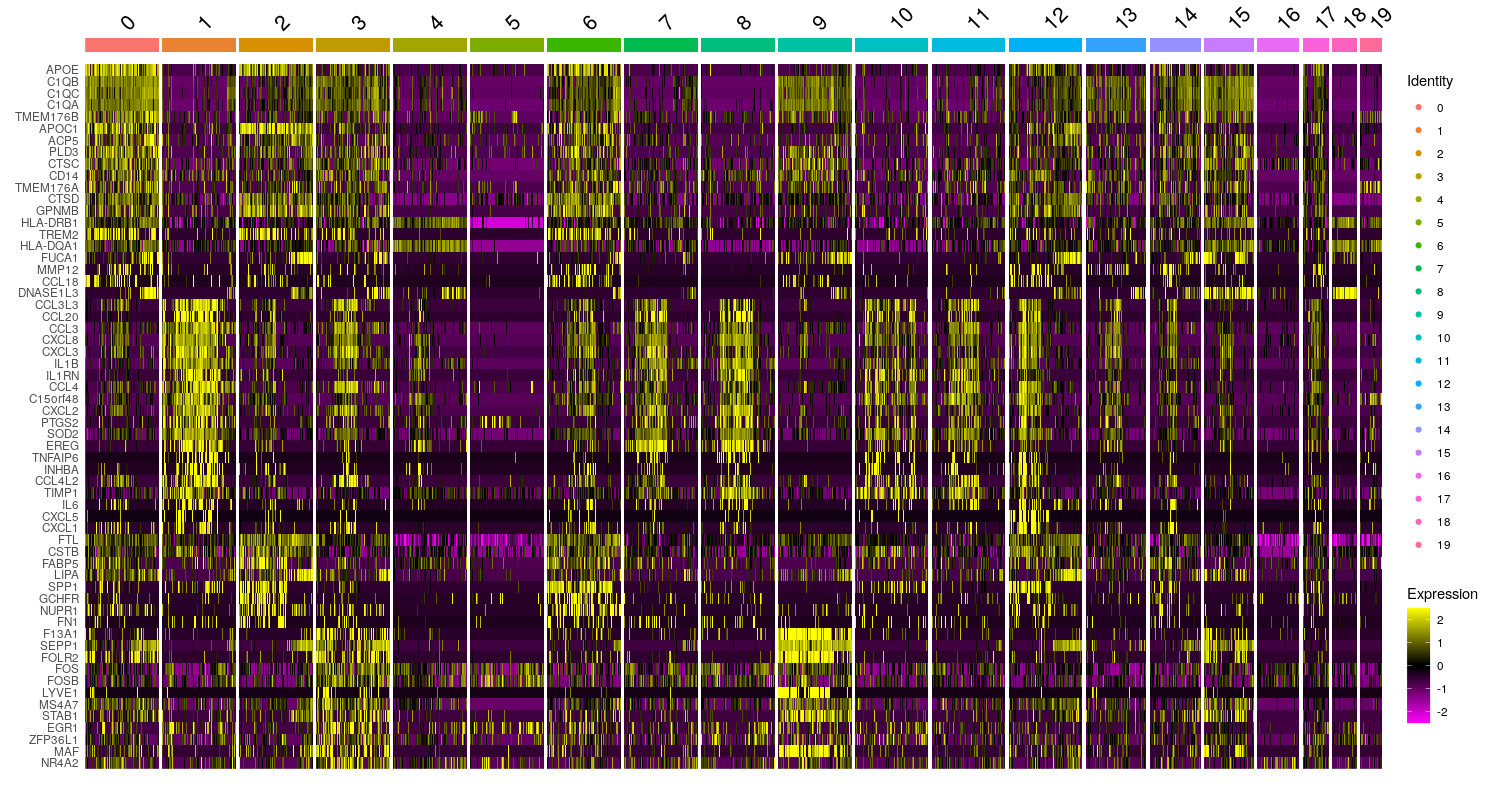 0 1 2 3 4 5 6 7 8 9 10 11 12 13 14 15 16 17 18 19
APOE
C1QB
C1QC
C1QA
TMEM176B
APOC1
ACP5
PLD3
CTSC
CD14
TMEM176A
CTSD
GPNMB
HLA-DRB1
TREM2
HLA-DQA1
FUCA1
MMP12
CCL18
DNASE1L3
CCL3L3
CCL20
CCL3
CXCL8
CXCL3
IL1B
IL1RN
CCL4
C15orf48
CXCL2
PTGS2
SOD2
EREG
TNFAIP6
INHBA
CCL4L2
TIMP1
IL6
CXCL5
CXCL1
FTL
CSTB
FABP5
LIPA
SPP1
GCHFR
NUPR1
FN1
F13A1
SEPP1
FOLR2
FOS
FOSB
LYVE1
MS4A7
STAB1
EGR1
ZFP36L1
MAF
NR4A2
Identity
0
1
2
3
4
5
6
7
8
9
10
11
12
13
14
15
16
17
18
19
Expression
2
1
0
-1
-2